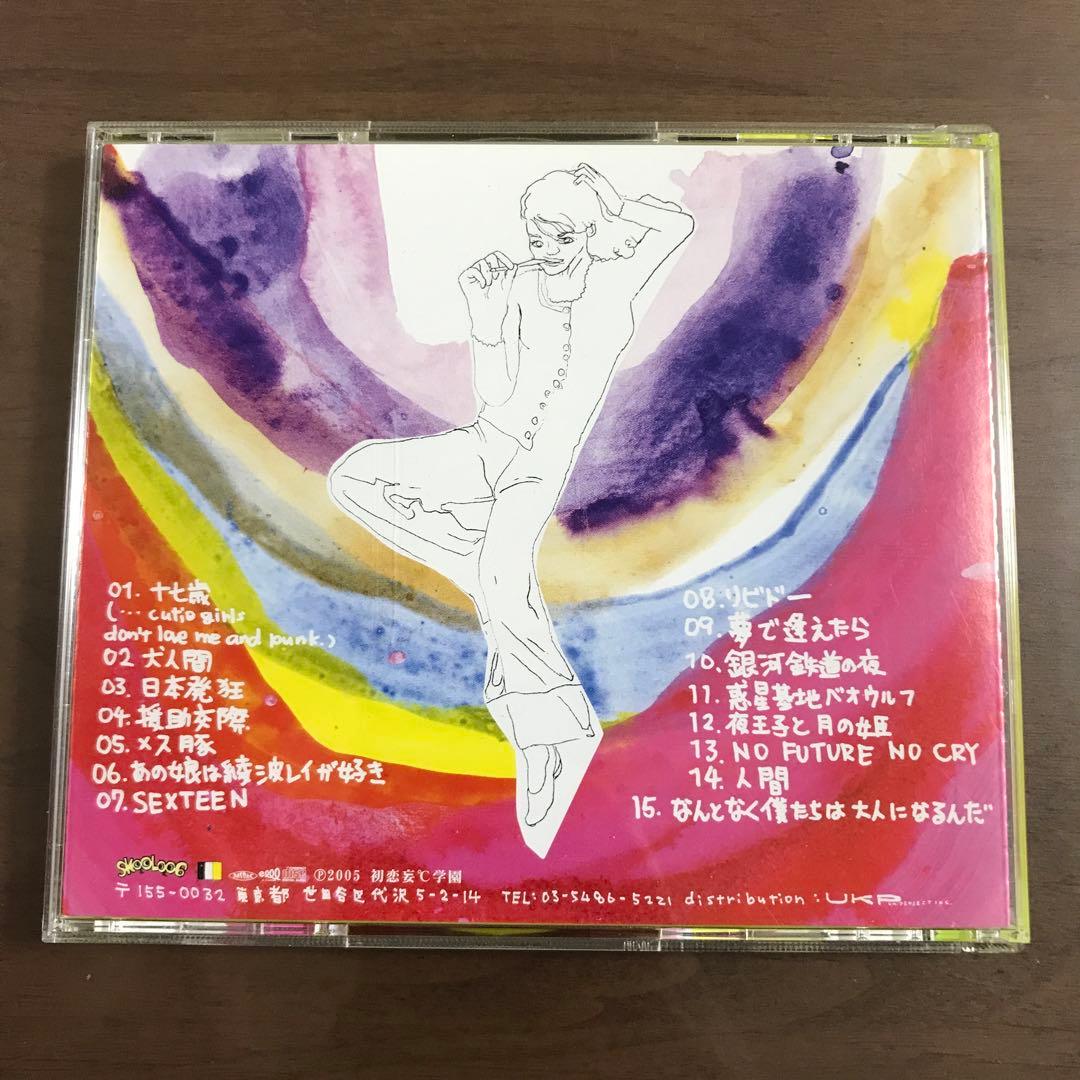 01. 十七歳
(… cutie girls
don't love me and punk.)
02 犬人間
03. 日本発狂
04. 援助交際
05. メス豚
06. あの娘は綾波レイが好き
07. SEXTEEN
08. リビドー
09. 夢で逢えたら
10. 銀河鉄道の夜
11. 惑星基地ベオウルフ
12. 夜王子と月の姫
13. NO FUTURE NO CRY
14. 人間
15. なんとなく僕たちは大人になるんだ
SKOOL006
Ⓟ2005 初恋妄℃学園
〒155-0032 東京都 世田谷区代沢 5-2-14 TEL: 03-5486-5221 distribution: UKP UK.PROJECT INC.